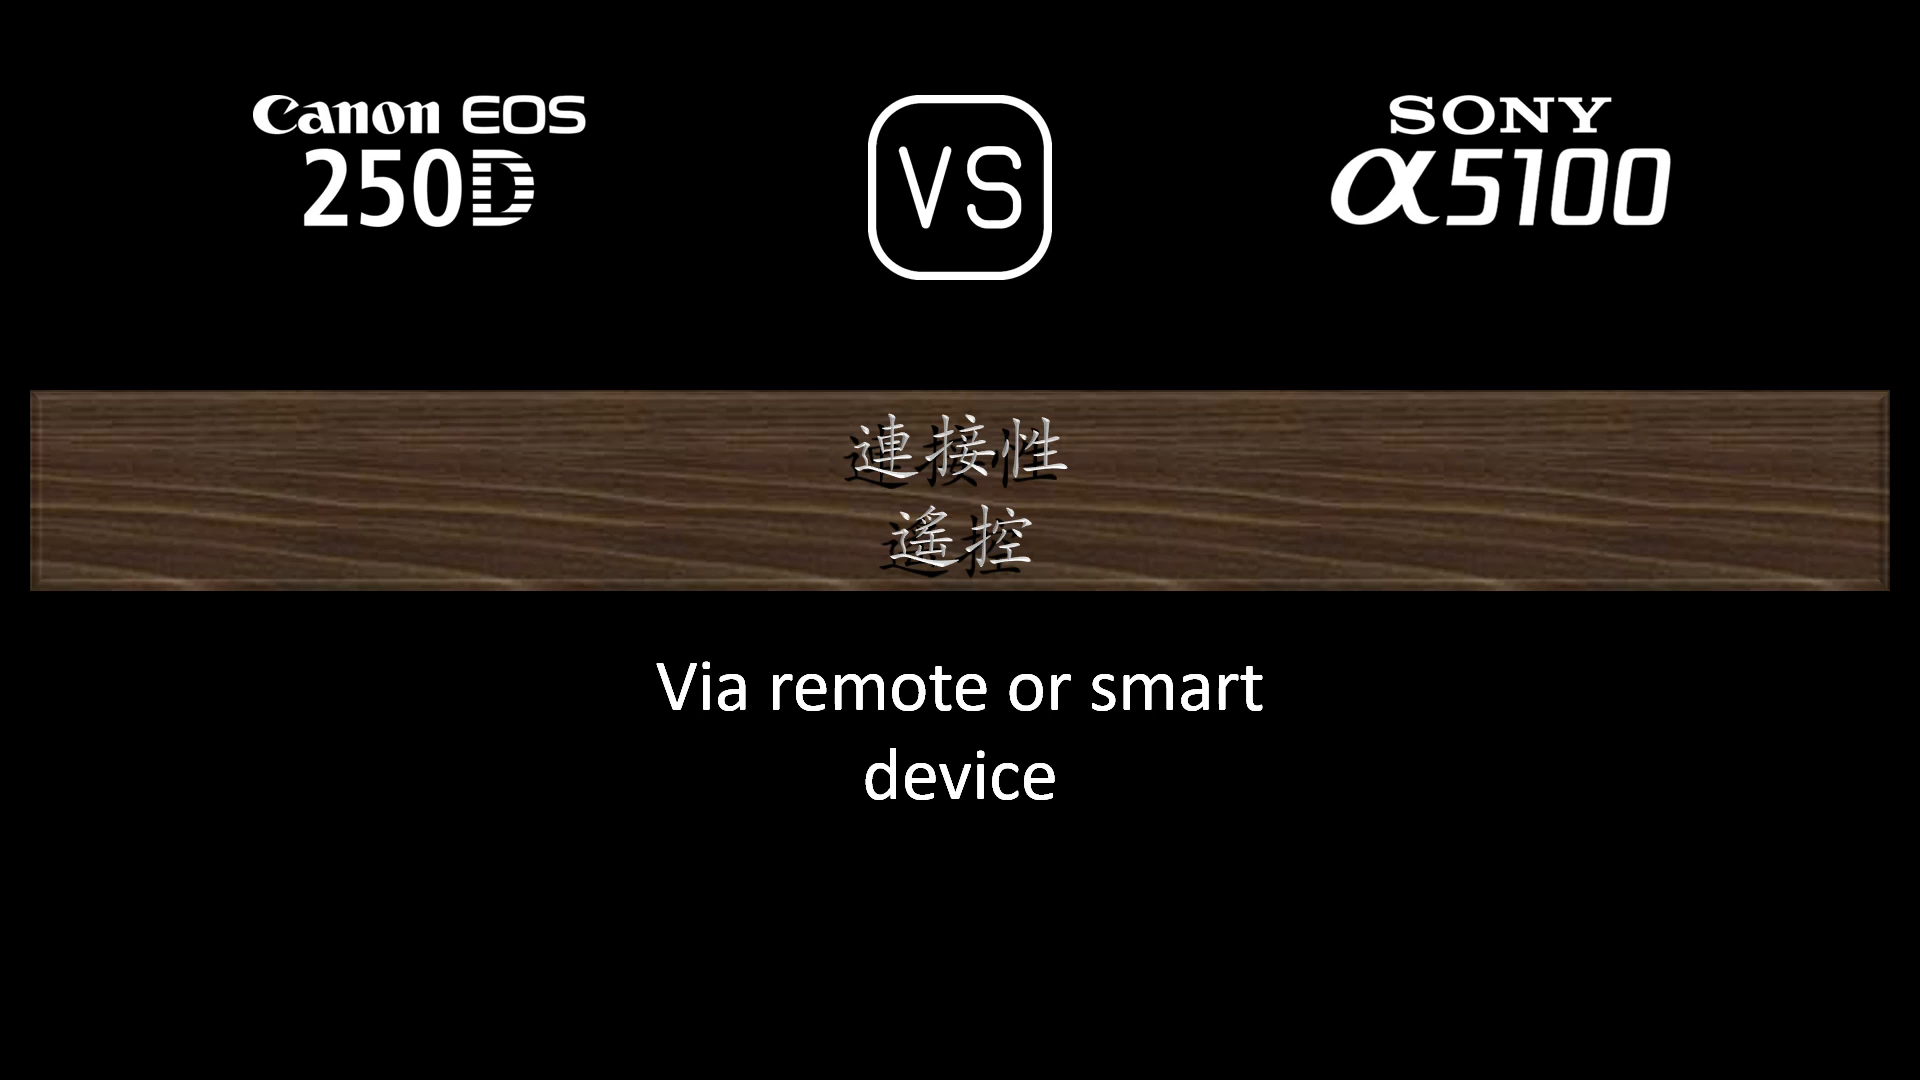 Canon EOS
250D
VS
SONY
α5100
連接性
遙控
Via remote or smart
device